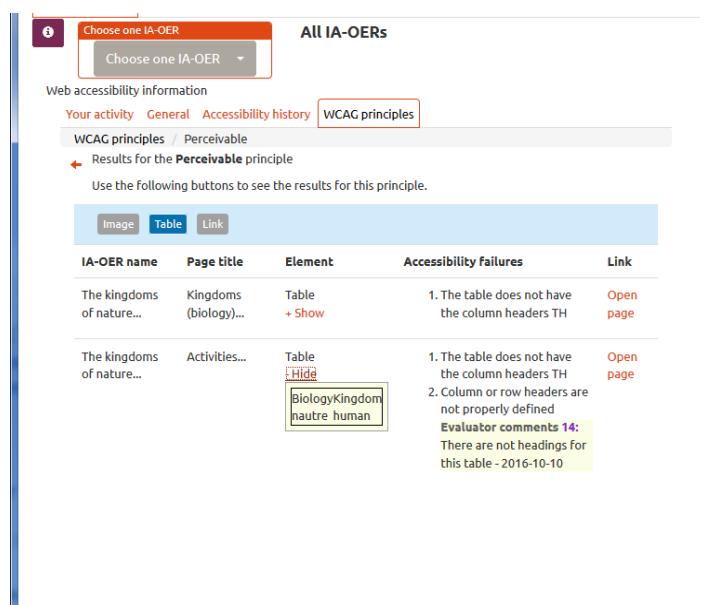 Choose one IA-OER
Choose one IA-OER
All IA-OERs
Web accessibility information
Your activity General Accessibility history WCAG principles
WCAG principles / Perceivable
Results for the Perceivable principle
Use the following buttons to see the results for this principle.
Image Table Link
IA-OER name Page title Element Accessibility failures Link
The kingdoms Kingdoms Table 1. The table does not have Open
of nature... (biology)... + Show the column headers TH page
The kingdoms Activities... Table 1. The table does not have Open
of nature... - Hide the column headers TH page
2. Column or row headers are
BiologyKingdom not properly defined
nautre human Evaluator comments 14:
There are not headings for
this table - 2016-10-10